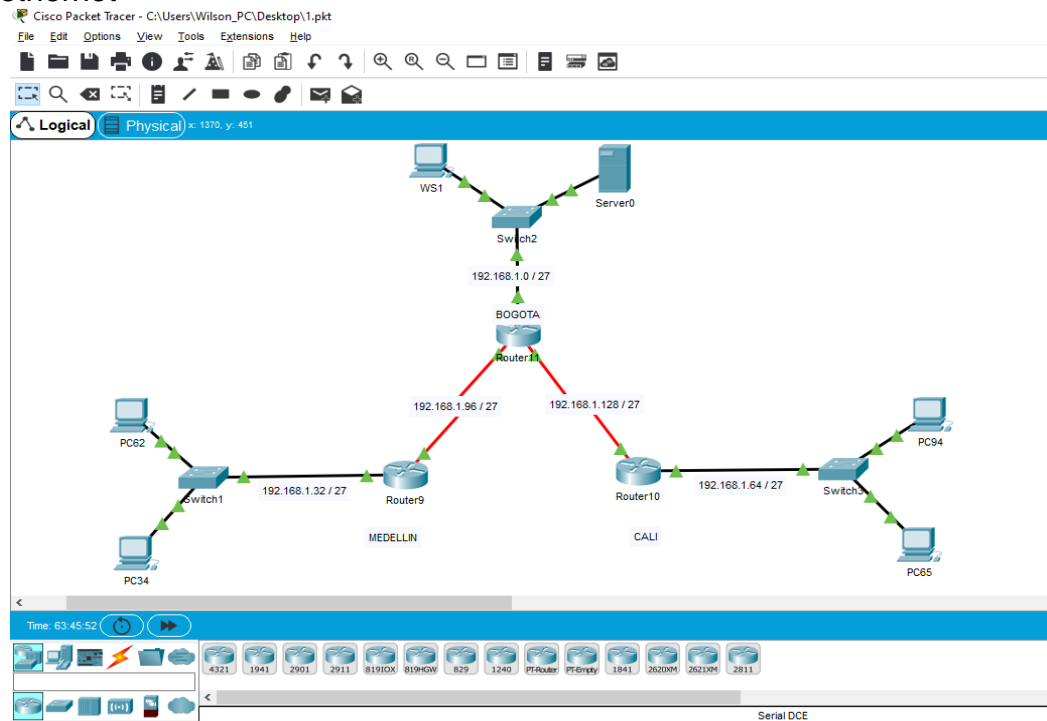 Cisco Packet Tracer - C:\Users\Wilson_PC\Desktop\1.pkt
File Edit Options View Tools Extensions Help
Logical Physical x: 1370, y: 451
WS1
Server0
Switch2
192.168.1.0 / 27
BOGOTA
Router11
192.168.1.96 / 27
192.168.1.128 / 27
PC62
PC94
Switch1
192.168.1.32 / 27
Router9
Router10
192.168.1.64 / 27
Switch3
MEDELLIN
CALI
PC34
PC65
Time: 63:45:52
4321 1941 2901 2911 819IOX 819HGW 829 1240 PT-Router PT-Empty 1841 2620XM 2621XM 2811
Serial DCE